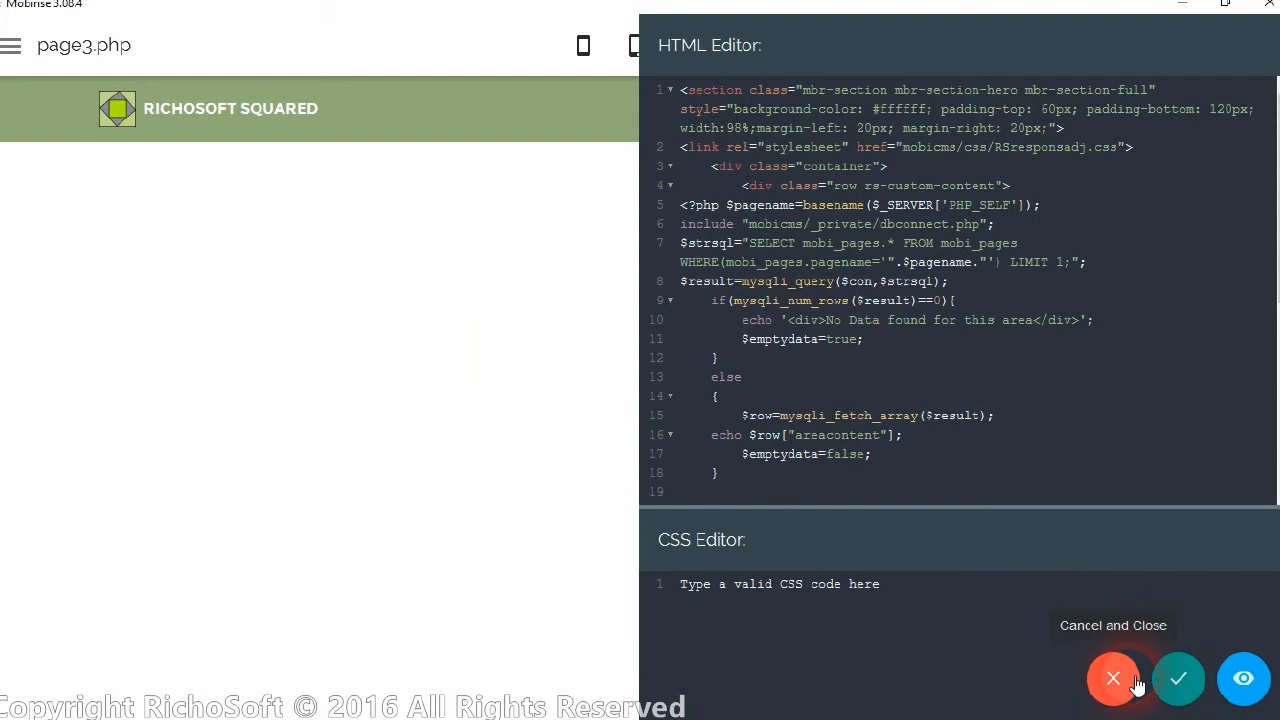 Mobirise 3.08.4
page3.php
RICHOSOFT SQUARED
HTML Editor:
1 <section class="mbr-section mbr-section-hero mbr-section-full"
style="background-color: #ffffff; padding-top: 60px; padding-bottom: 120px;
width:98%;margin-left: 20px; margin-right: 20px;">
2 <link rel="stylesheet" href="mobicms/css/RSresponsadj.css">
3 <div class="container">
4 <div class="row rs-custom-content">
5 <?php $pagename=basename($_SERVER['PHP_SELF']);
6 include "mobicms/_private/dbconnect.php";
7 $strsql="SELECT mobi_pages.* FROM mobi_pages
WHERE(mobi_pages.pagename='".$pagename."') LIMIT 1;";
8 $result=mysqli_query($con,$strsql);
9 if(mysqli_num_rows($result)==0){
10 echo '<div>No Data found for this area</div>';
11 $emptydata=true;
12 }
13 else
14 {
15 $row=mysqli_fetch_array($result);
16 echo $row["areacontent"];
17 $emptydata=false;
18 }
19
CSS Editor:
1 Type a valid CSS code here
Cancel and Close
Copyright RichoSoft © 2016 All Rights Reserved